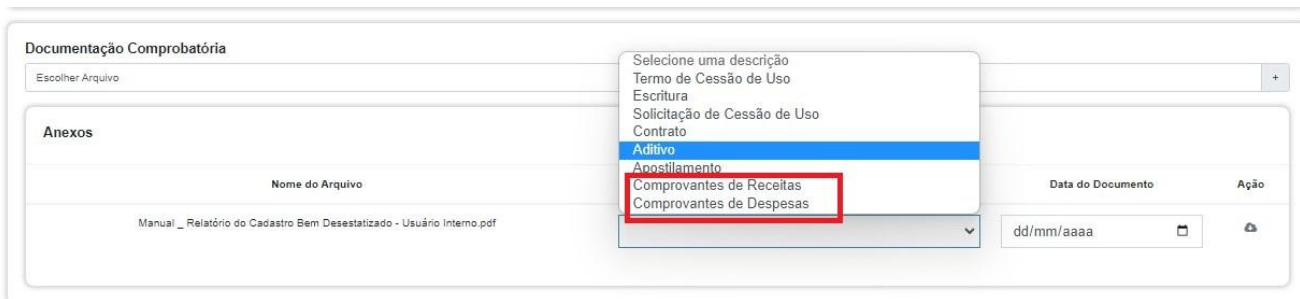 Documentação Comprobatória
Escolher Arquivo
+
Selecione uma descrição
Termo de Cessão de Uso
Escritura
Solicitação de Cessão de Uso
Contrato
Aditivo
Apostilamento
Comprovantes de Receitas
Comprovantes de Despesas
Anexos
Nome do Arquivo
Data do Documento
Ação
Manual _ Relatório do Cadastro Bem Desestatizado - Usuário Interno.pdf
dd/mm/aaaa